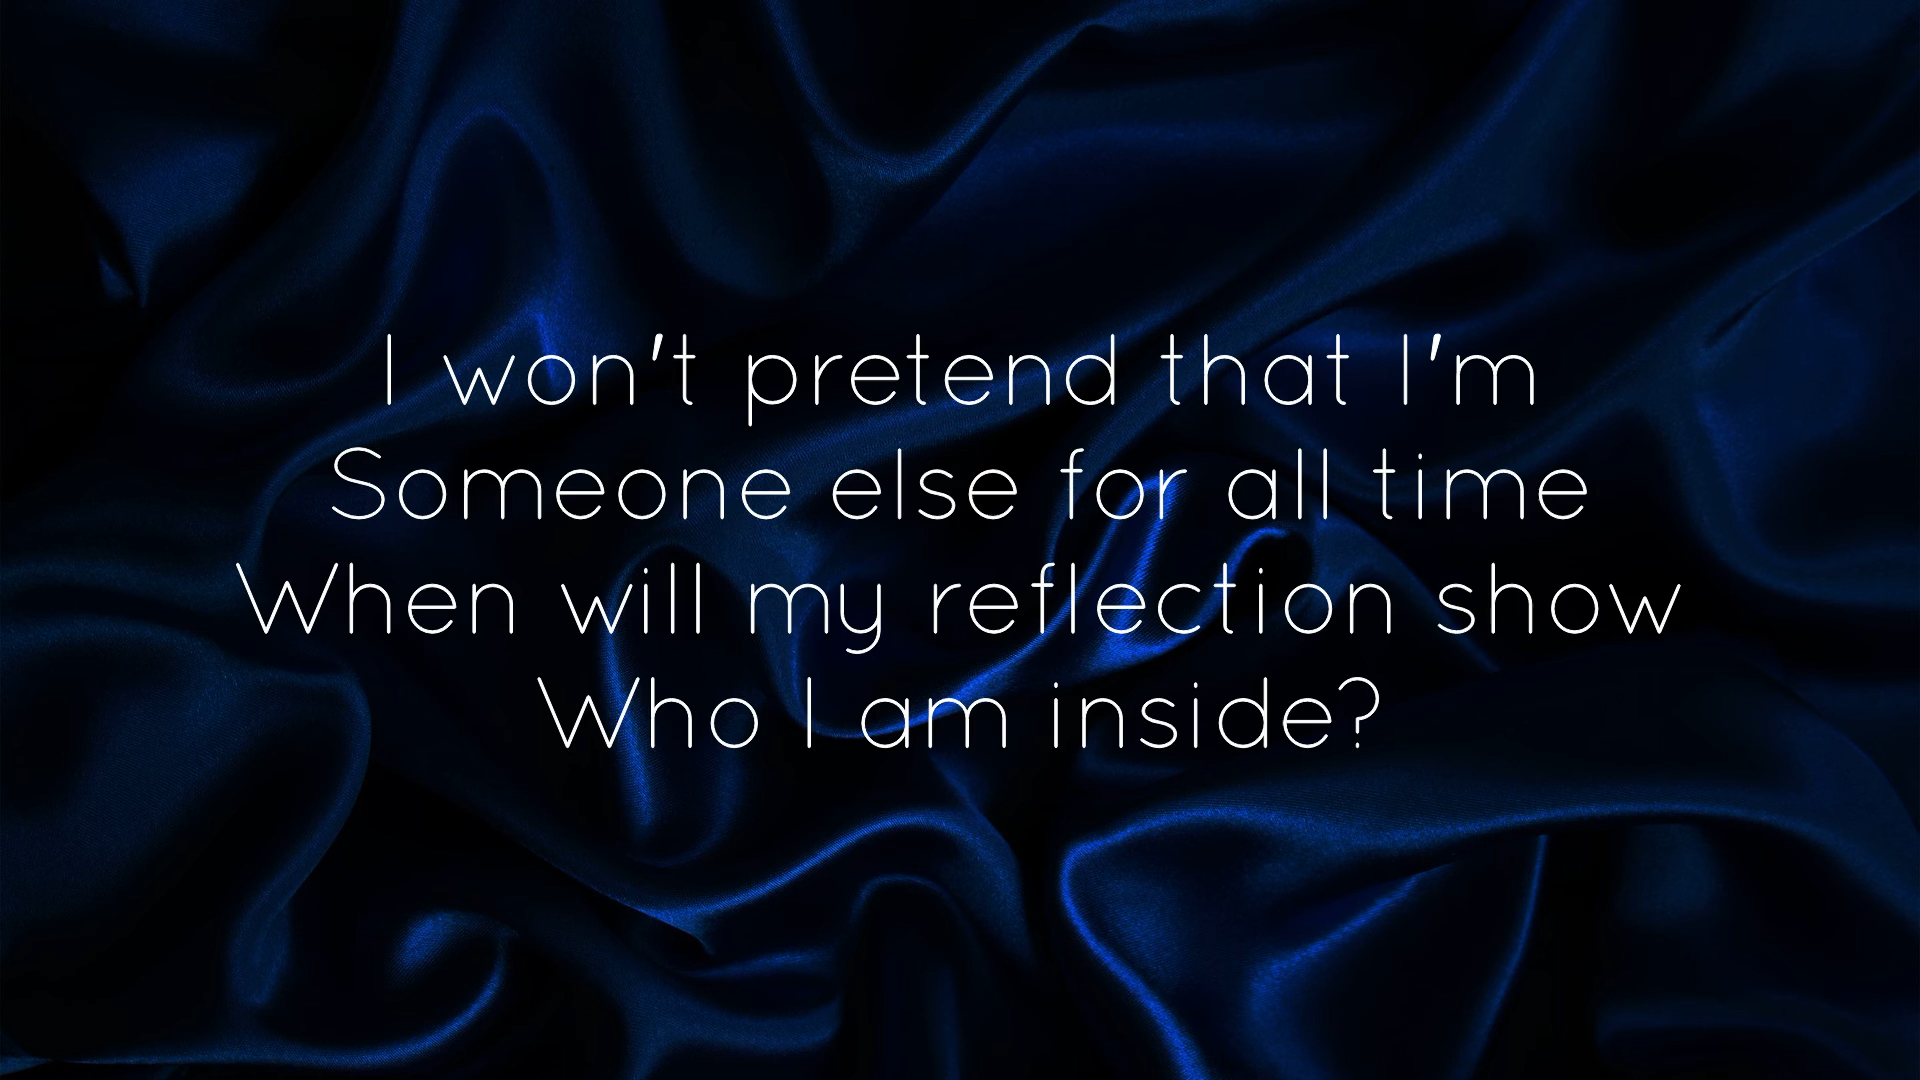 I won't pretend that I'm
Someone else for all time
When will my reflection show
Who I am inside?